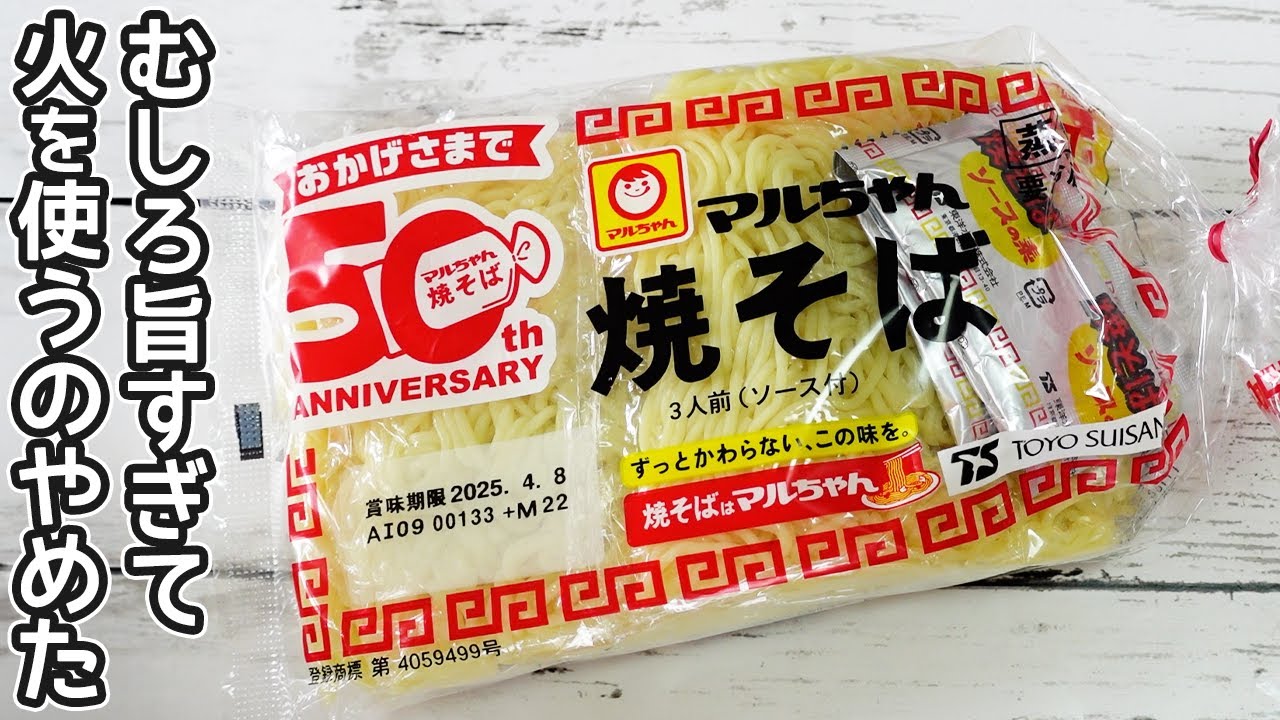 むしろ旨すぎて
火を使うのやめた
おかげさまで
50th
マルちゃん
焼そば
ANNIVERSARY
マルちゃん
マルちゃん
焼そば
3人前(ソース付)
ずっとかわらない、この味を。
焼そばはマルちゃん
TS TOYO SUISAN
ソースの素
蒸
賞味期限 2025. 4. 8
AI09 00133 +M22
登録商標 第 4059499号